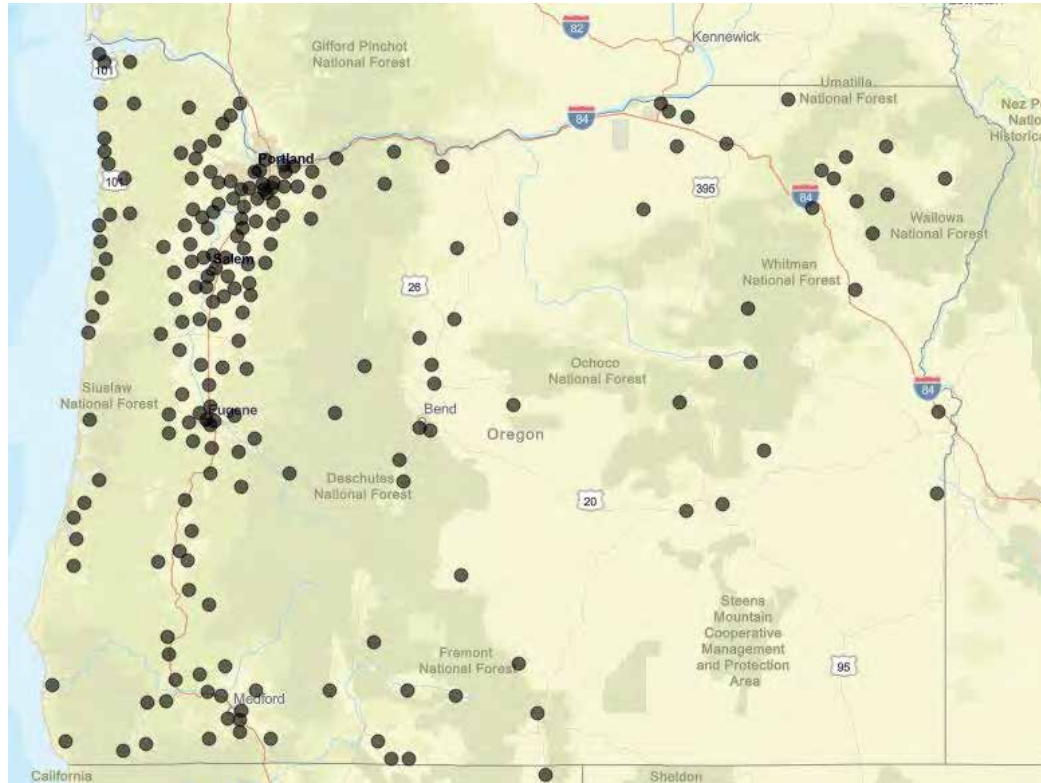 82
Kennewick
Gifford Pinchot
National Forest
101
Umatilla
National Forest
84
Nez P
Natio
Historica
Portland
101
395
84
Wallowa
National Forest
Salem
Whitman
National Forest
26
Ochoco
National Forest
84
Siuslaw
National Forest
Eugene
Bend
Oregon
Deschutes
National Forest
20
Steens
Mountain
Cooperative
Management
and Protection
Area
Fremont
National Forest
95
Medford
California
Sheldon